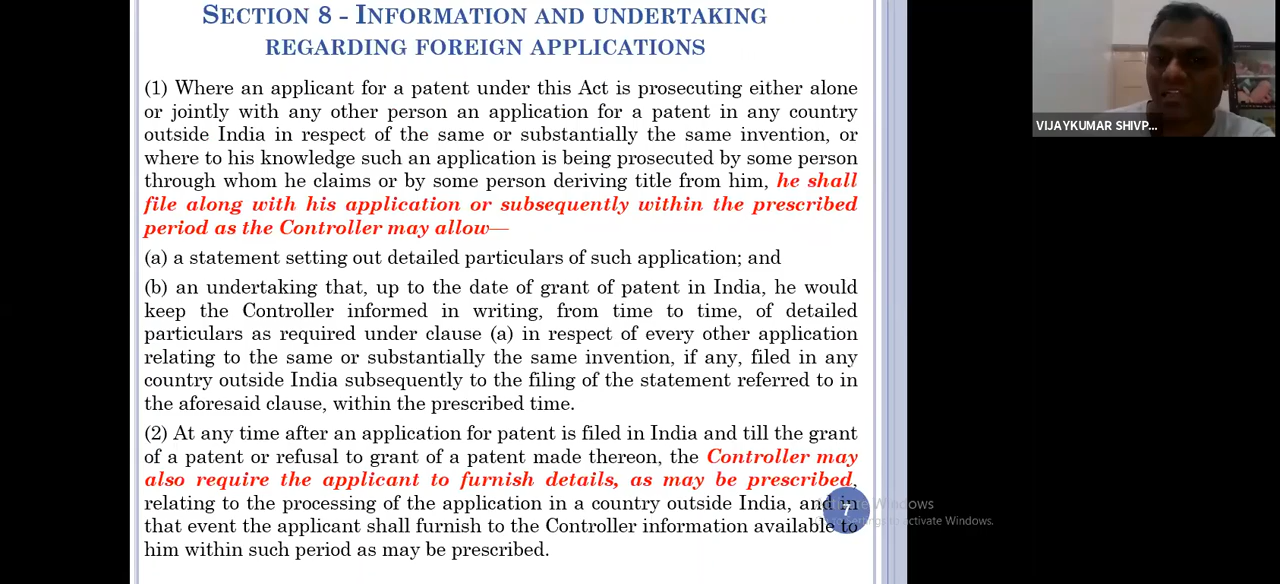 SECTION 8 - INFORMATION AND UNDERTAKING
REGARDING FOREIGN APPLICATIONS
(1) Where an applicant for a patent under this Act is prosecuting either alone
or jointly with any other person an application for a patent in any country
outside India in respect of the same or substantially the same invention, or
where to his knowledge such an application is being prosecuted by some person
through whom he claims or by some person deriving title from him, he shall
file along with his application or subsequently within the prescribed
period as the Controller may allow—
(a) a statement setting out detailed particulars of such application; and
(b) an undertaking that, up to the date of grant of patent in India, he would
keep the Controller informed in writing, from time to time, of detailed
particulars as required under clause (a) in respect of every other application
relating to the same or substantially the same invention, if any, filed in any
country outside India subsequently to the filing of the statement referred to in
the aforesaid clause, within the prescribed time.
(2) At any time after an application for patent is filed in India and till the grant
of a patent or refusal to grant of a patent made thereon, the Controller may
also require the applicant to furnish details, as may be prescribed,
relating to the processing of the application in a country outside India, and in
that event the applicant shall furnish to the Controller information available to
him within such period as may be prescribed.
7
Activate Windows
activate Windows.
VIJAYKUMAR SHIVP...